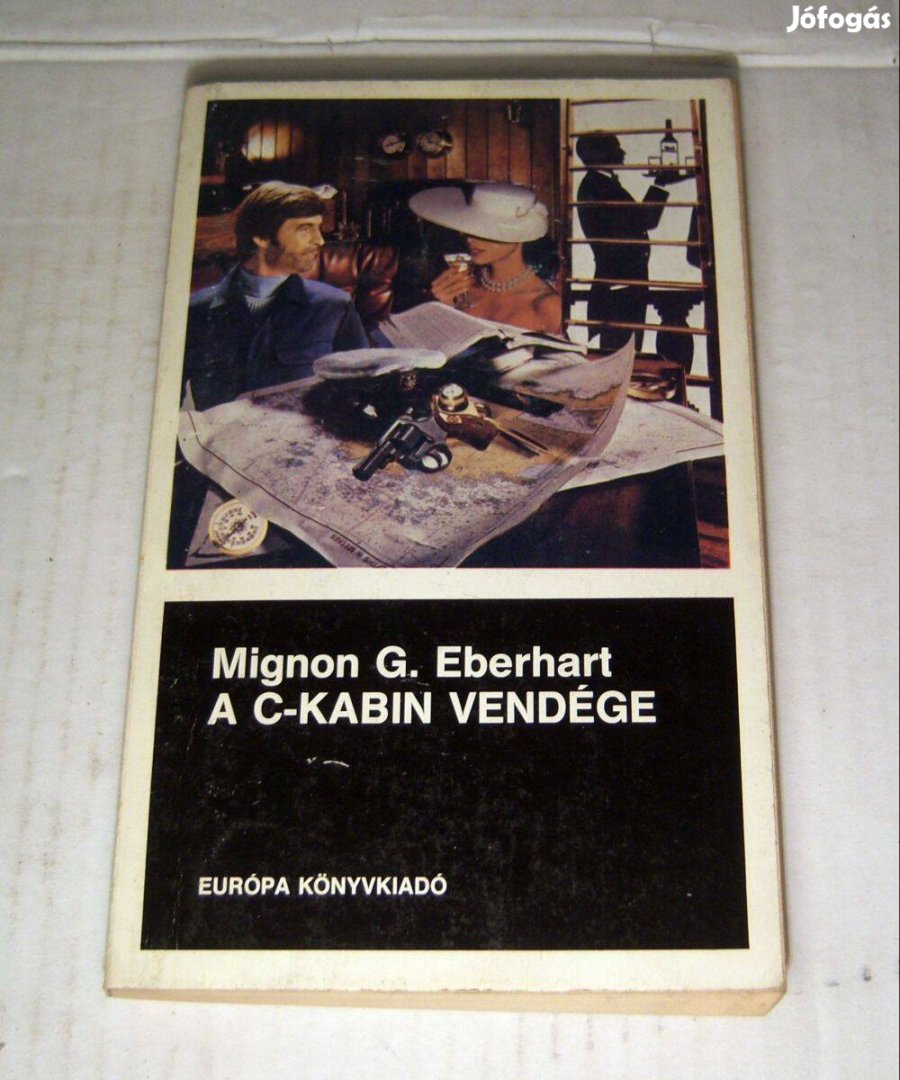 Jófogás
Mignon G. Eberhart
A C-KABIN VENDÉGE
EURÓPA KÖNYVKIADÓ